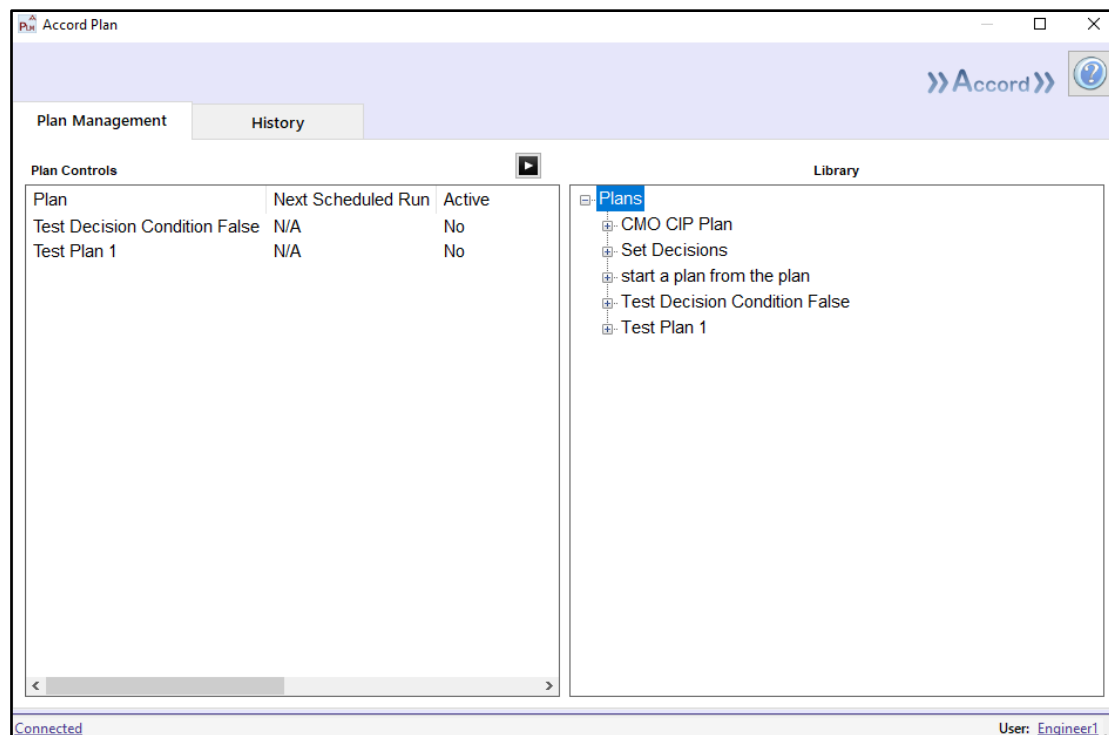 PLM Accord Plan
»Accord»
Plan Management History
Plan Controls
Library
Plan Next Scheduled Run Active
Test Decision Condition False N/A No
Test Plan 1 N/A No
Plans
CMO CIP Plan
Set Decisions
start a plan from the plan
Test Decision Condition False
Test Plan 1
Connected
User: Engineer1